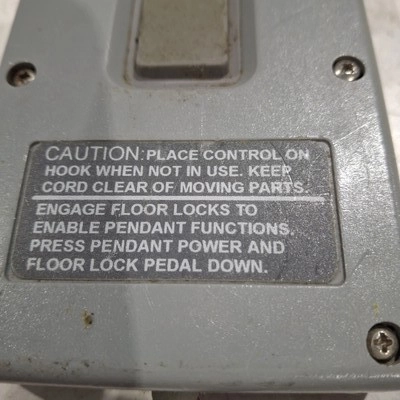 CAUTION: PLACE CONTROL ON
HOOK WHEN NOT IN USE. KEEP
CORD CLEAR OF MOVING PARTS.
ENGAGE FLOOR LOCKS TO
ENABLE PENDANT FUNCTIONS.
PRESS PENDANT POWER AND
FLOOR LOCK PEDAL DOWN.